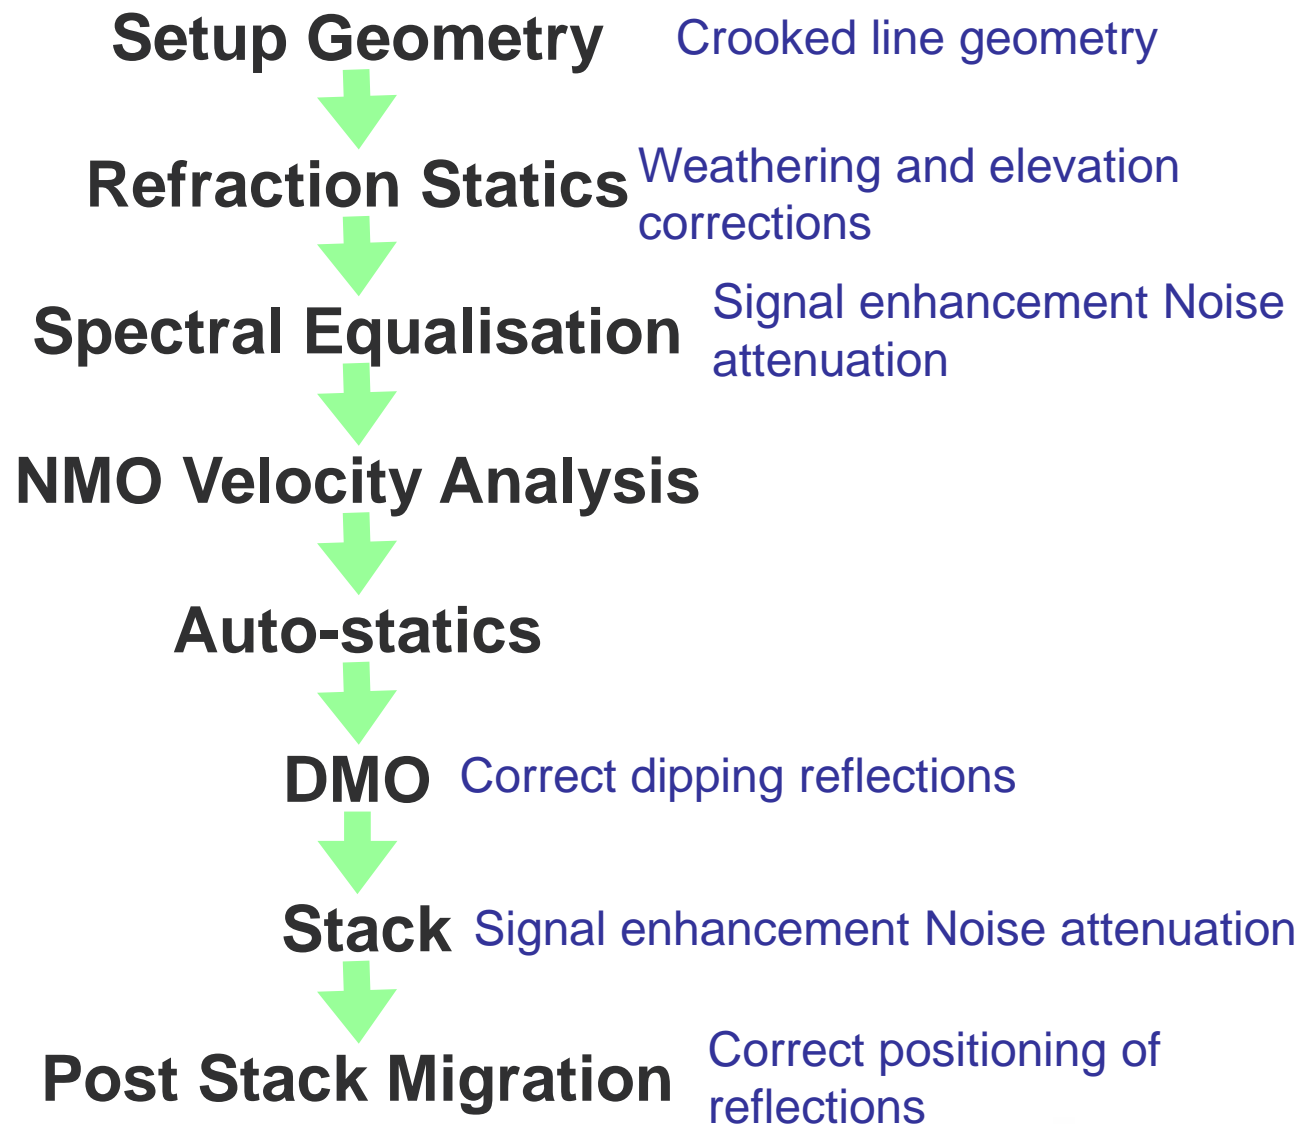 Setup Geometry
Crooked line geometry
Refraction Statics
Weathering and elevation
corrections
Spectral Equalisation
Signal enhancement Noise
attenuation
NMO Velocity Analysis
Auto-statics
DMO
Correct dipping reflections
Stack
Signal enhancement Noise attenuation
Post Stack Migration
Correct positioning of
reflections